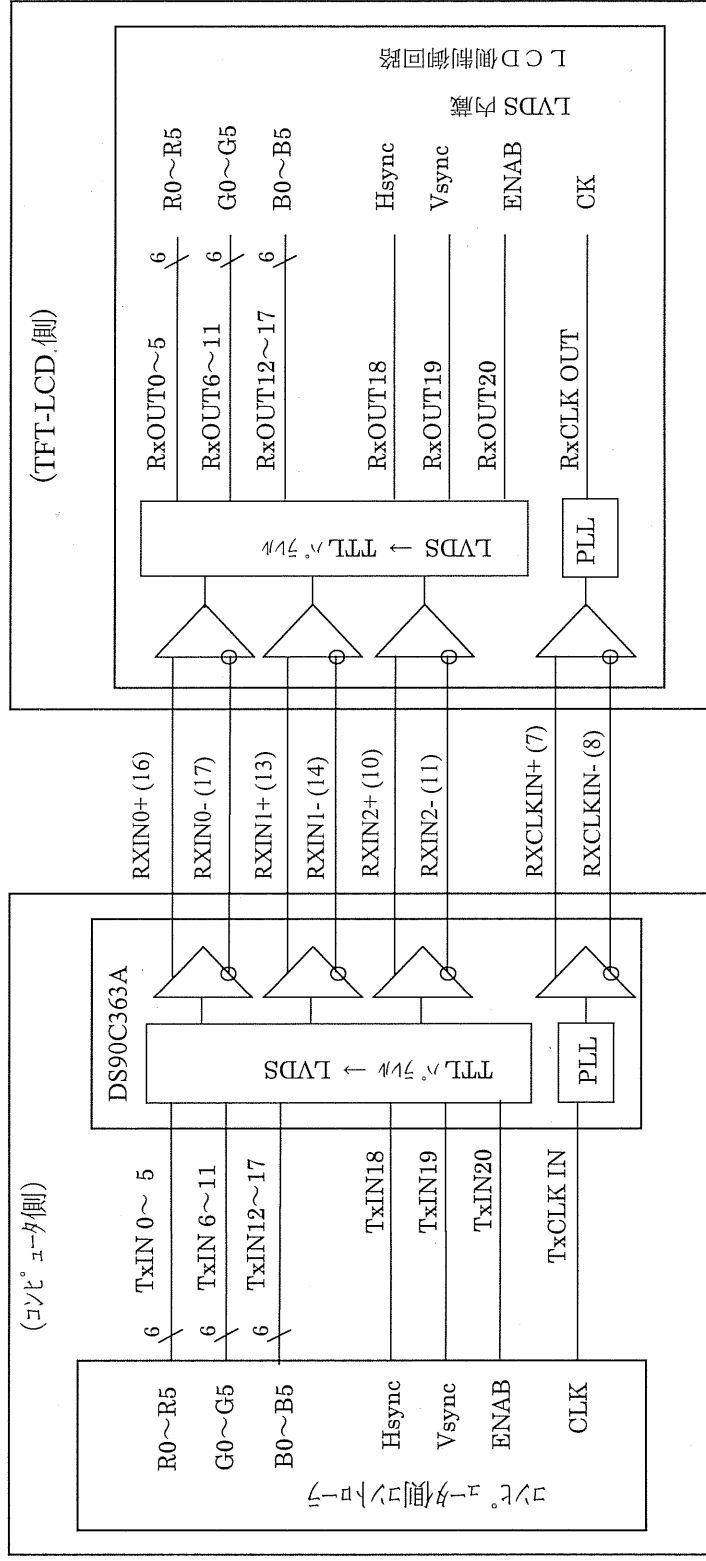 (コンピュータ側)
コンピュータ側コントローラ
R0～R5
G0～G5
B0～B5
Hsync
Vsync
ENAB
CLK
6
6
6
TxIN 0～ 5
TxIN 6～11
TxIN12～17
TxIN18
TxIN19
TxIN20
TxCLK IN
DS90C363A
TTLパラレル → LVDS
PLL
RXIN0+ (16)
RXIN0- (17)
RXIN1+ (13)
RXIN1- (14)
RXIN2+ (10)
RXIN2- (11)
RXCLKIN+ (7)
RXCLKIN- (8)
(TFT-LCD側)
LVDS → TTLパラレル
PLL
RxOUT0～5
RxOUT6～11
RxOUT12～17
RxOUT18
RxOUT19
RxOUT20
RxCLK OUT
6
6
6
R0～R5
G0～G5
B0～B5
Hsync
Vsync
ENAB
CK
LVDS 内蔵
LCD側制御回路